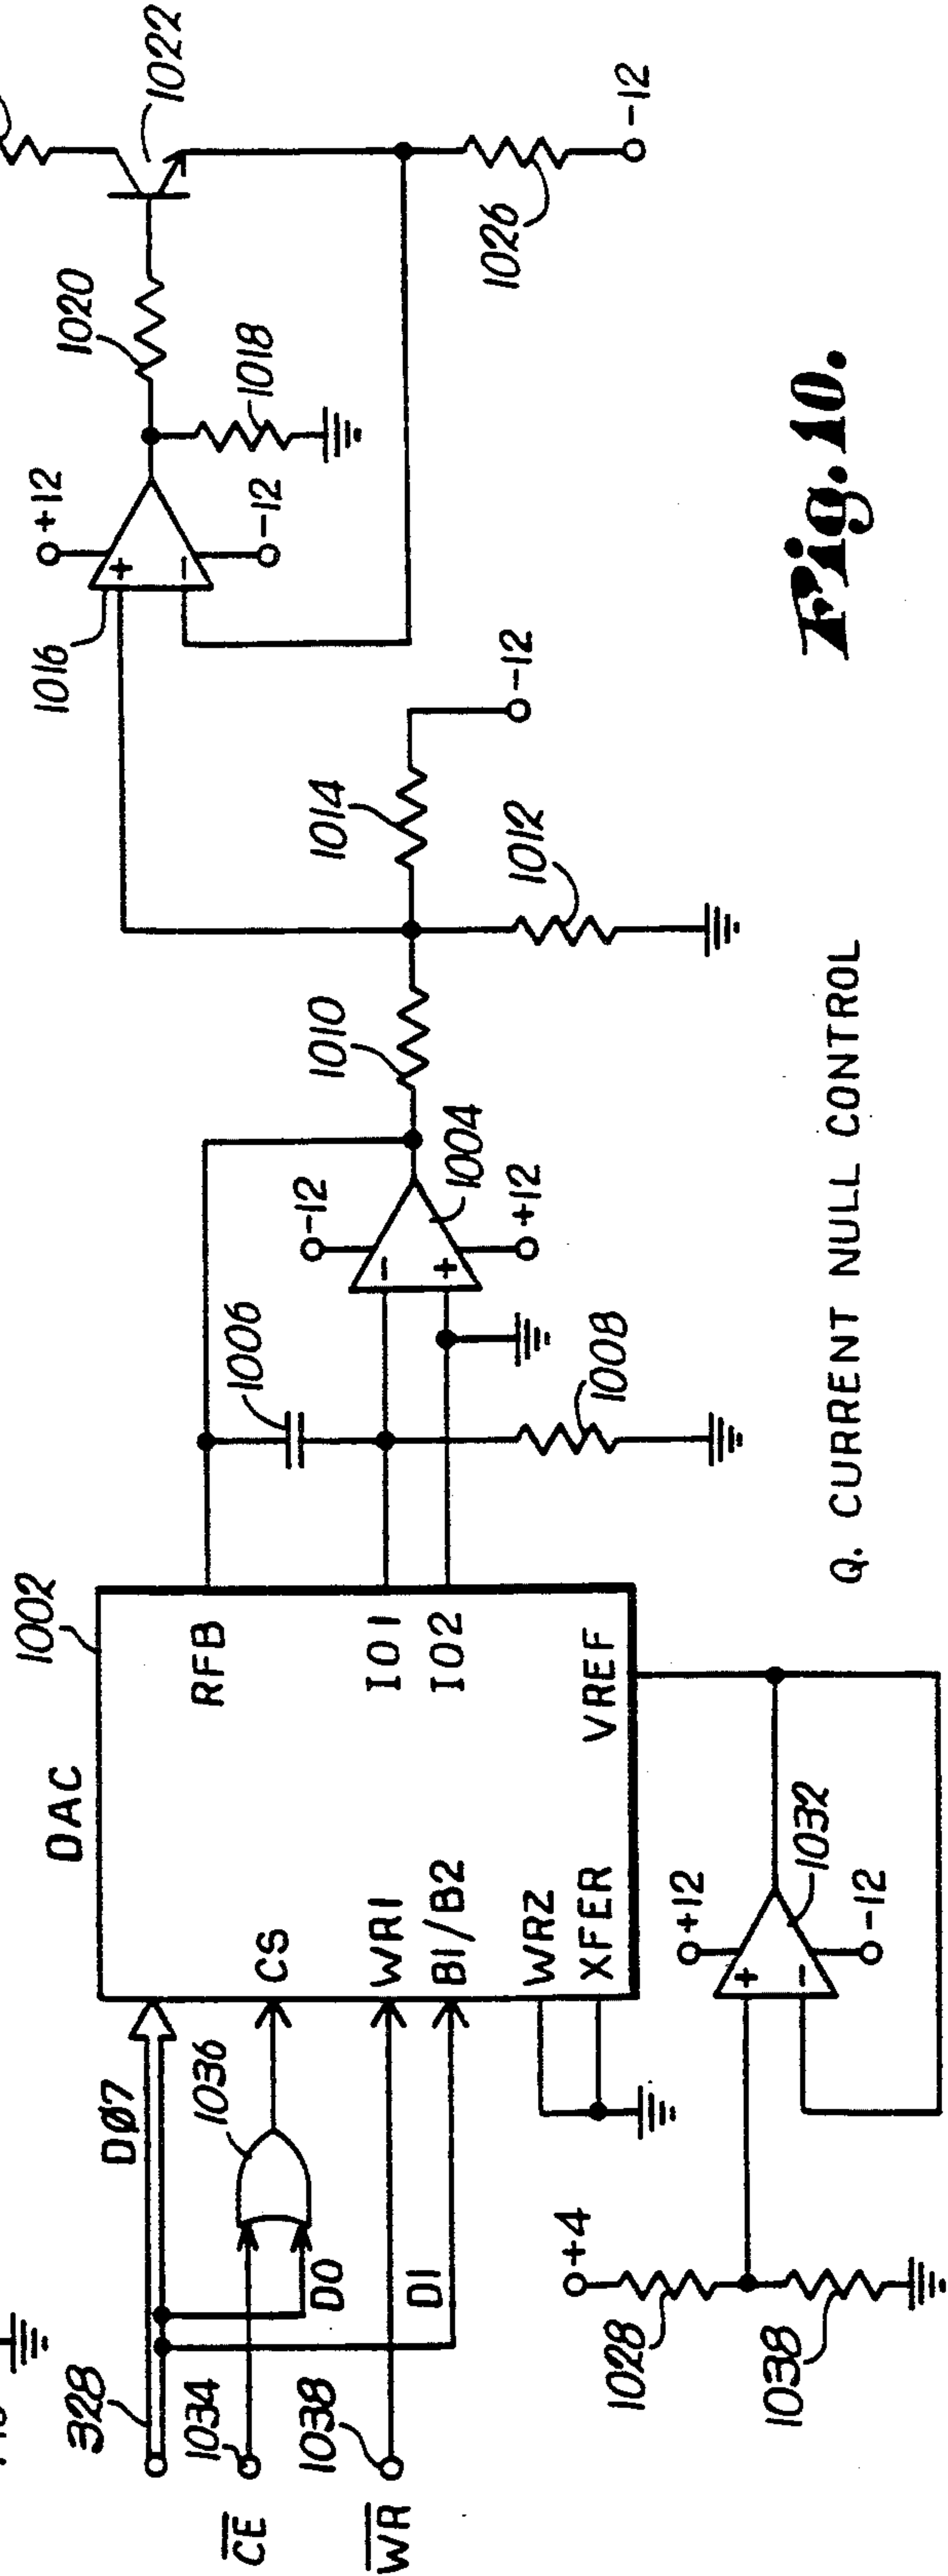 DAC
1002
328
DØ7
1036
CS
RFB
1034
CE
D0
1038
WR
D1
WR1
B1/B2
IO1
IO2
WRZ
XFER
VREF
1006
1008
-12
1004
+12
1010
1014
-12
1012
1016
+12
-12
1020
1018
1022
1026
-12
+4
1028
1038
+12
1032
-12
Q. CURRENT NULL CONTROL
Fig. 10.